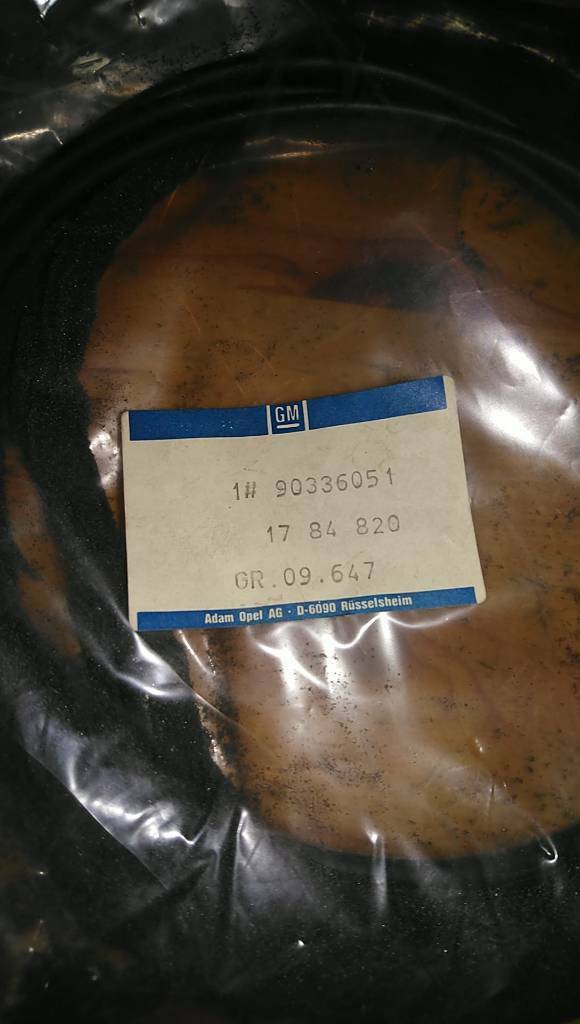 GM
1# 90336051
17 84 820
GR.09.647
Adam Opel AG · D-6090 Rüsselsheim